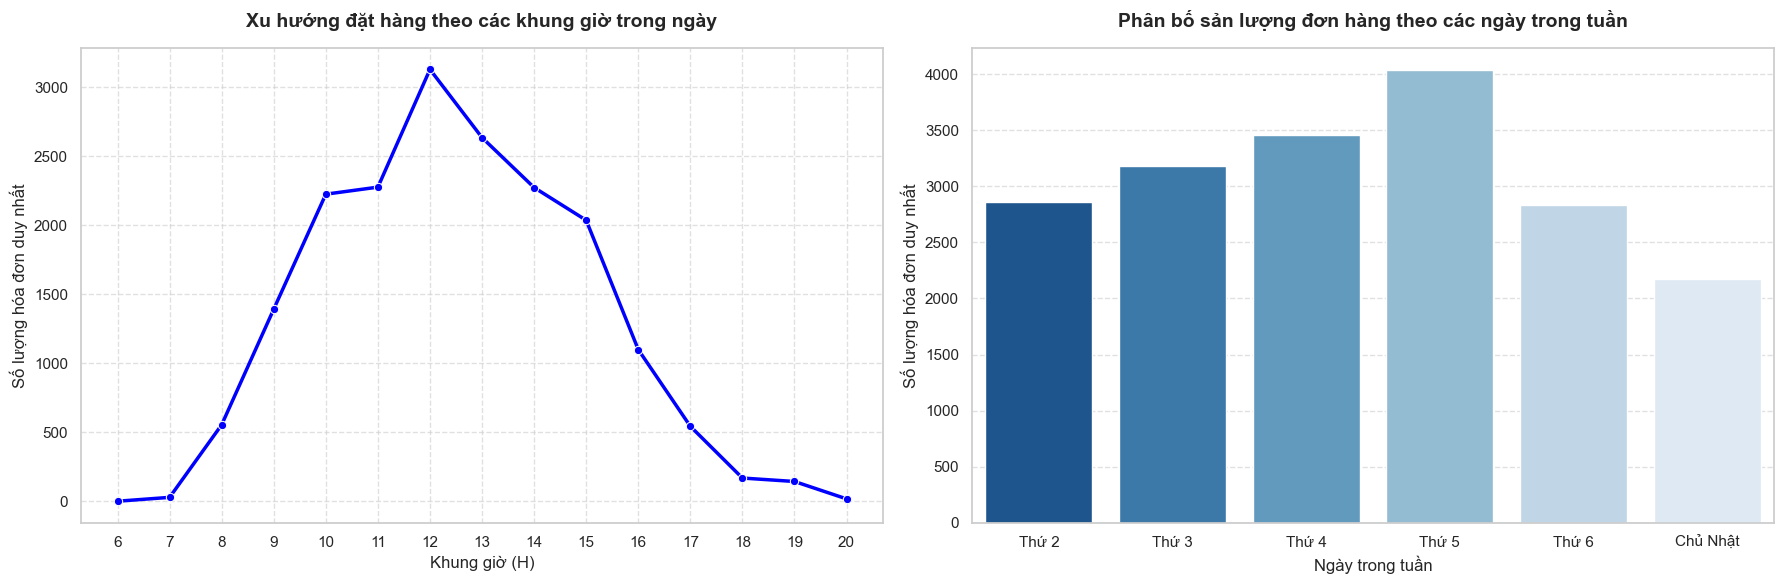 Xu hướng đặt hàng theo các khung giờ trong ngày
Số lượng hóa đơn duy nhất
3000
2500
2000
1500
1000
500
0
6 7 8 9 10 11 12 13 14 15 16 17 18 19 20
Khung giờ (H)
Phân bố sản lượng đơn hàng theo các ngày trong tuần
Số lượng hóa đơn duy nhất
4000
3500
3000
2500
2000
1500
1000
500
0
Thứ 2 Thứ 3 Thứ 4 Thứ 5 Thứ 6 Chủ Nhật
Ngày trong tuần